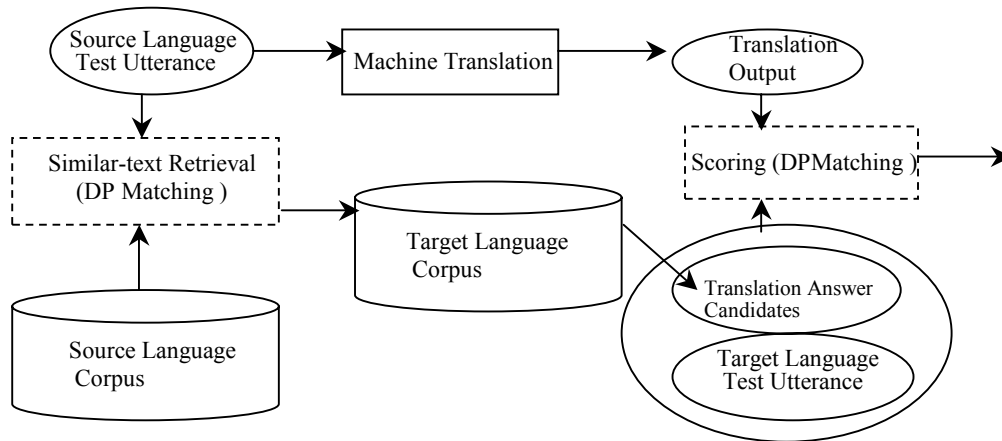 Source Language
Test Utterance
Machine Translation
Translation
Output
Similar-text Retrieval
(DP Matching )
Scoring (DPMatching )
Target Language
Corpus
Translation Answer
Candidates
Source Language
Corpus
Target Language
Test Utterance